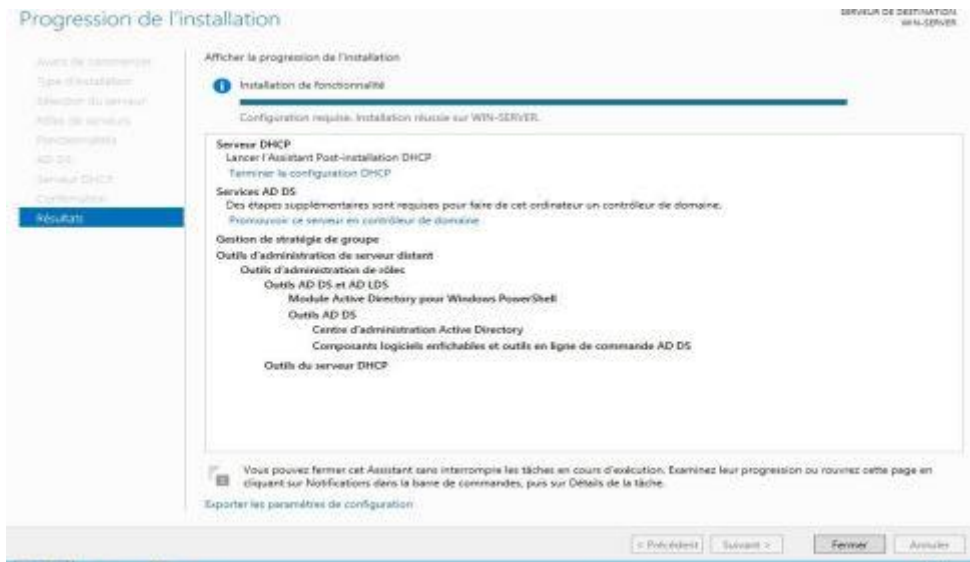 Progression de l'installation
SERVEUR DE DESTINATION
WIN-SERVER
Avant de commencer
Type d'installation
Sélection du serveur
Rôles de serveurs
Fonctionnalités
AD DS
Serveur DHCP
Confirmation
Résultats
Afficher la progression de l'installation
Installation de fonctionnalité
Configuration requise. Installation réussie sur WIN-SERVER.
Serveur DHCP
Lancer l'Assistant Post-installation DHCP
Terminer la configuration DHCP
Services AD DS
Des étapes supplémentaires sont requises pour faire de cet ordinateur un contrôleur de domaine.
Promouvoir ce serveur en contrôleur de domaine
Gestion de stratégie de groupe
Outils d'administration de serveur distant
Outils d'administration de rôles
Outils AD DS et AD LDS
Module Active Directory pour Windows PowerShell
Outils AD DS
Centre d'administration Active Directory
Composants logiciels enfichables et outils en ligne de commande AD DS
Outils du serveur DHCP
Vous pouvez fermer cet Assistant sans interrompre les tâches en cours d'exécution. Examinez leur progression ou rouvrez cette page en
cliquant sur Notifications dans la barre de commandes, puis sur Détails de la tâche.
Exporter les paramètres de configuration
< Précédent
Suivant >
Fermer
Annuler